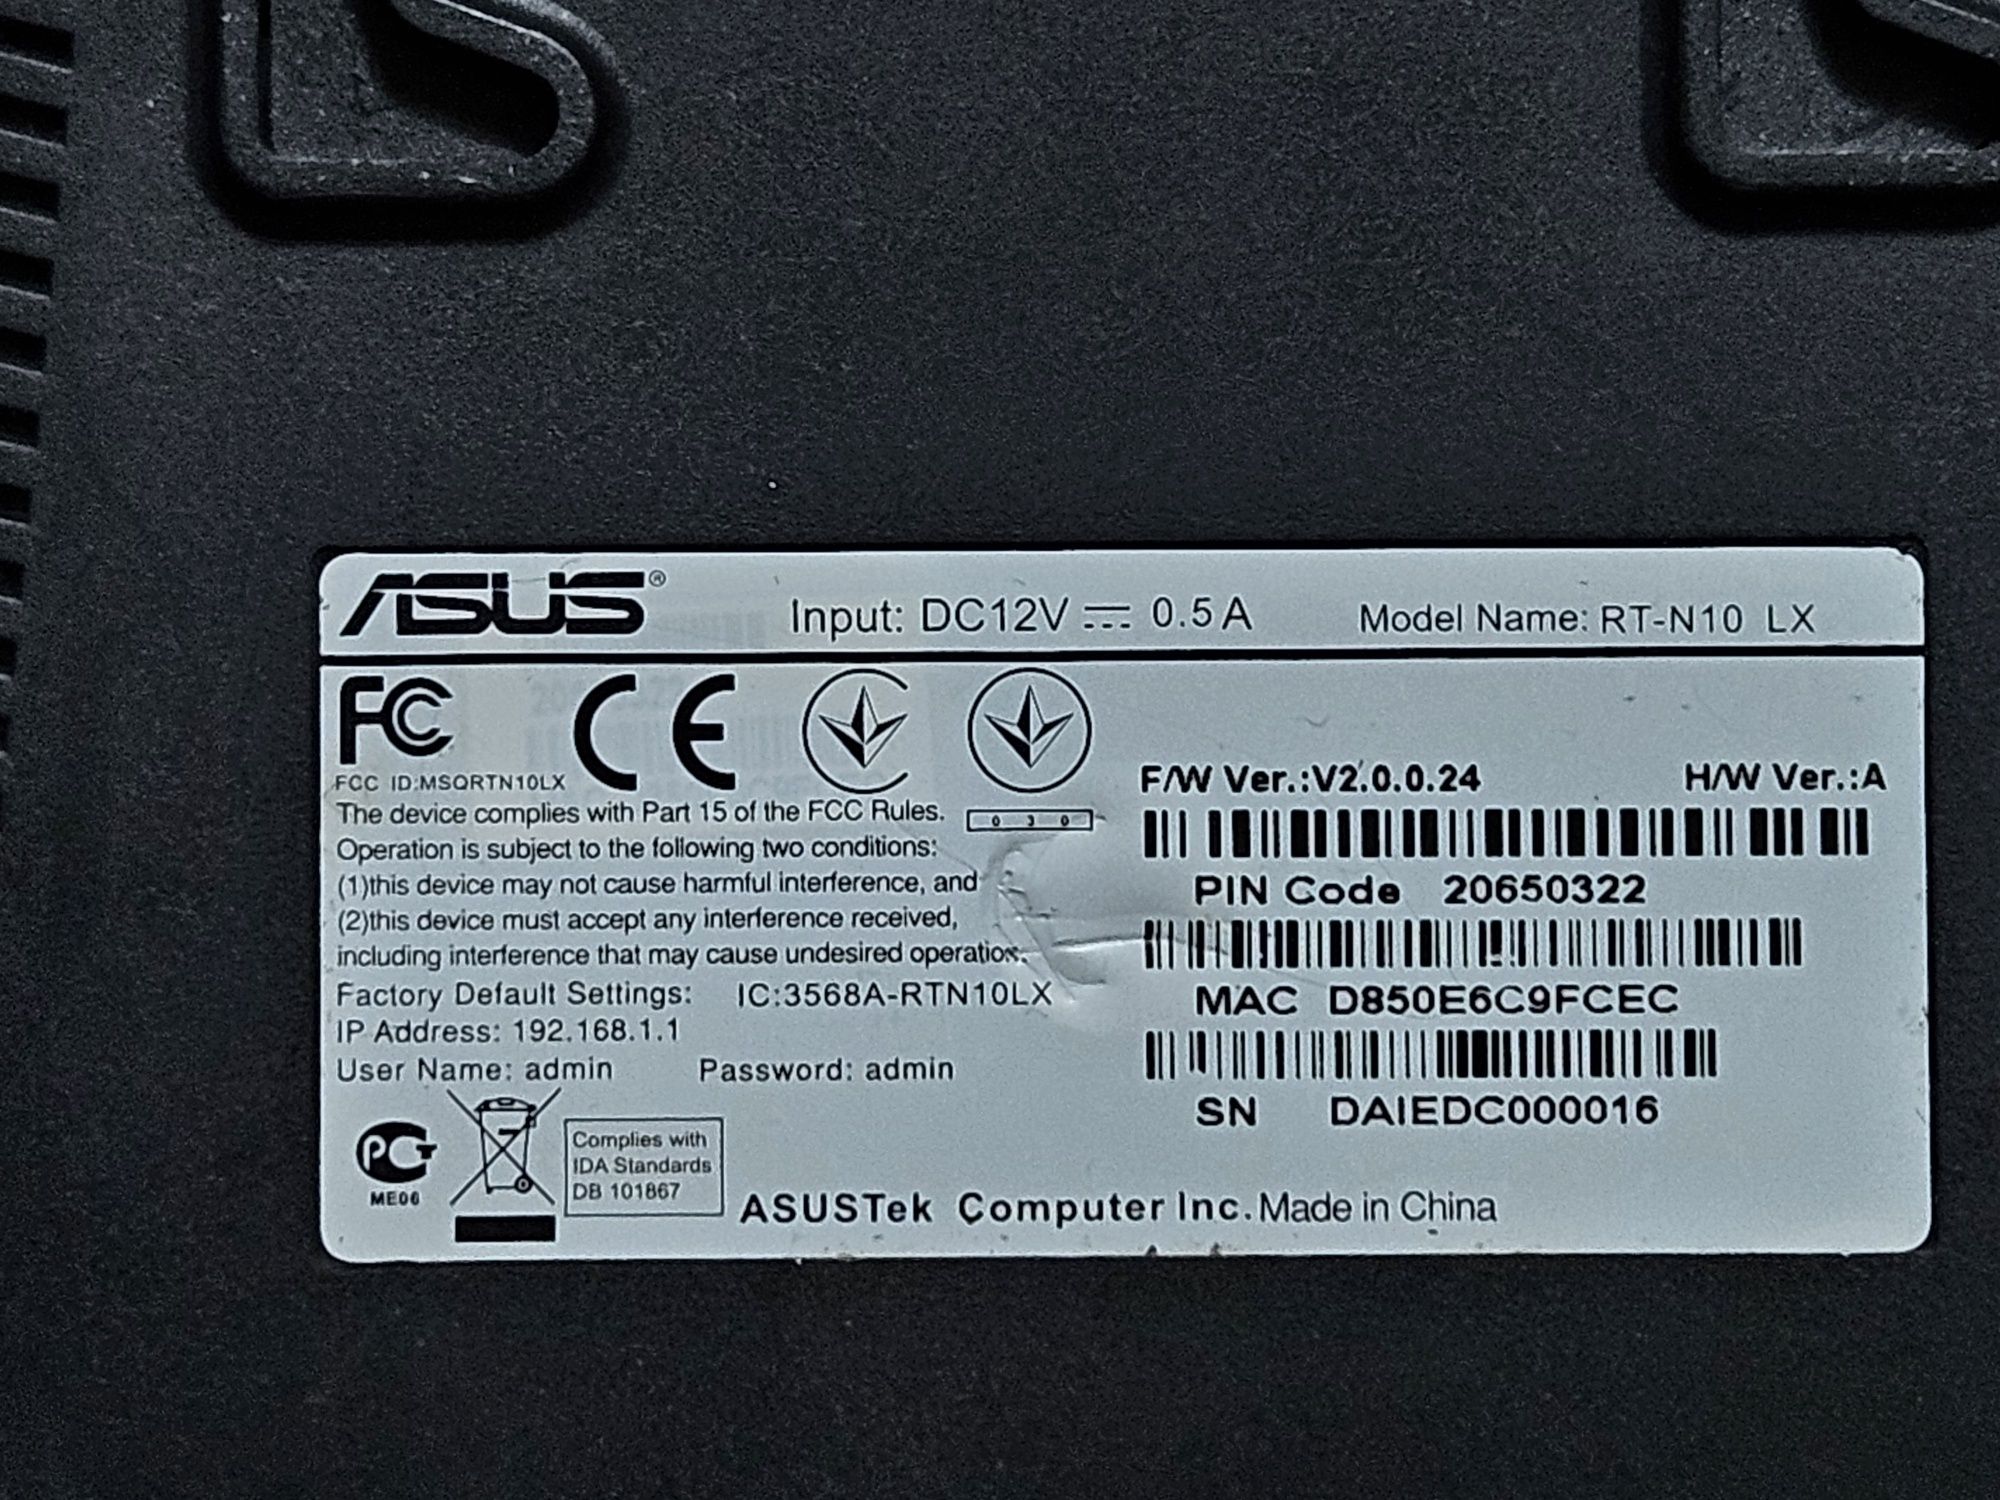 ASUS® Input: DC12V ⎓ 0.5A Model Name: RT-N10 LX
FC CE
FCC ID:MSQRTN10LX
The device complies with Part 15 of the FCC Rules.
Operation is subject to the following two conditions:
(1)this device may not cause harmful interference, and
(2)this device must accept any interference received,
including interference that may cause undesired operation.
030
Factory Default Settings: IC:3568A-RTN10LX
IP Address: 192.168.1.1
User Name: admin Password: admin
F/W Ver.:V2.0.0.24 H/W Ver.:A
PIN Code 20650322
MAC D850E6C9FCEC
SN DAIEDC000016
PCT
ME06
Complies with
IDA Standards
DB 101867
ASUSTek Computer Inc. Made in China